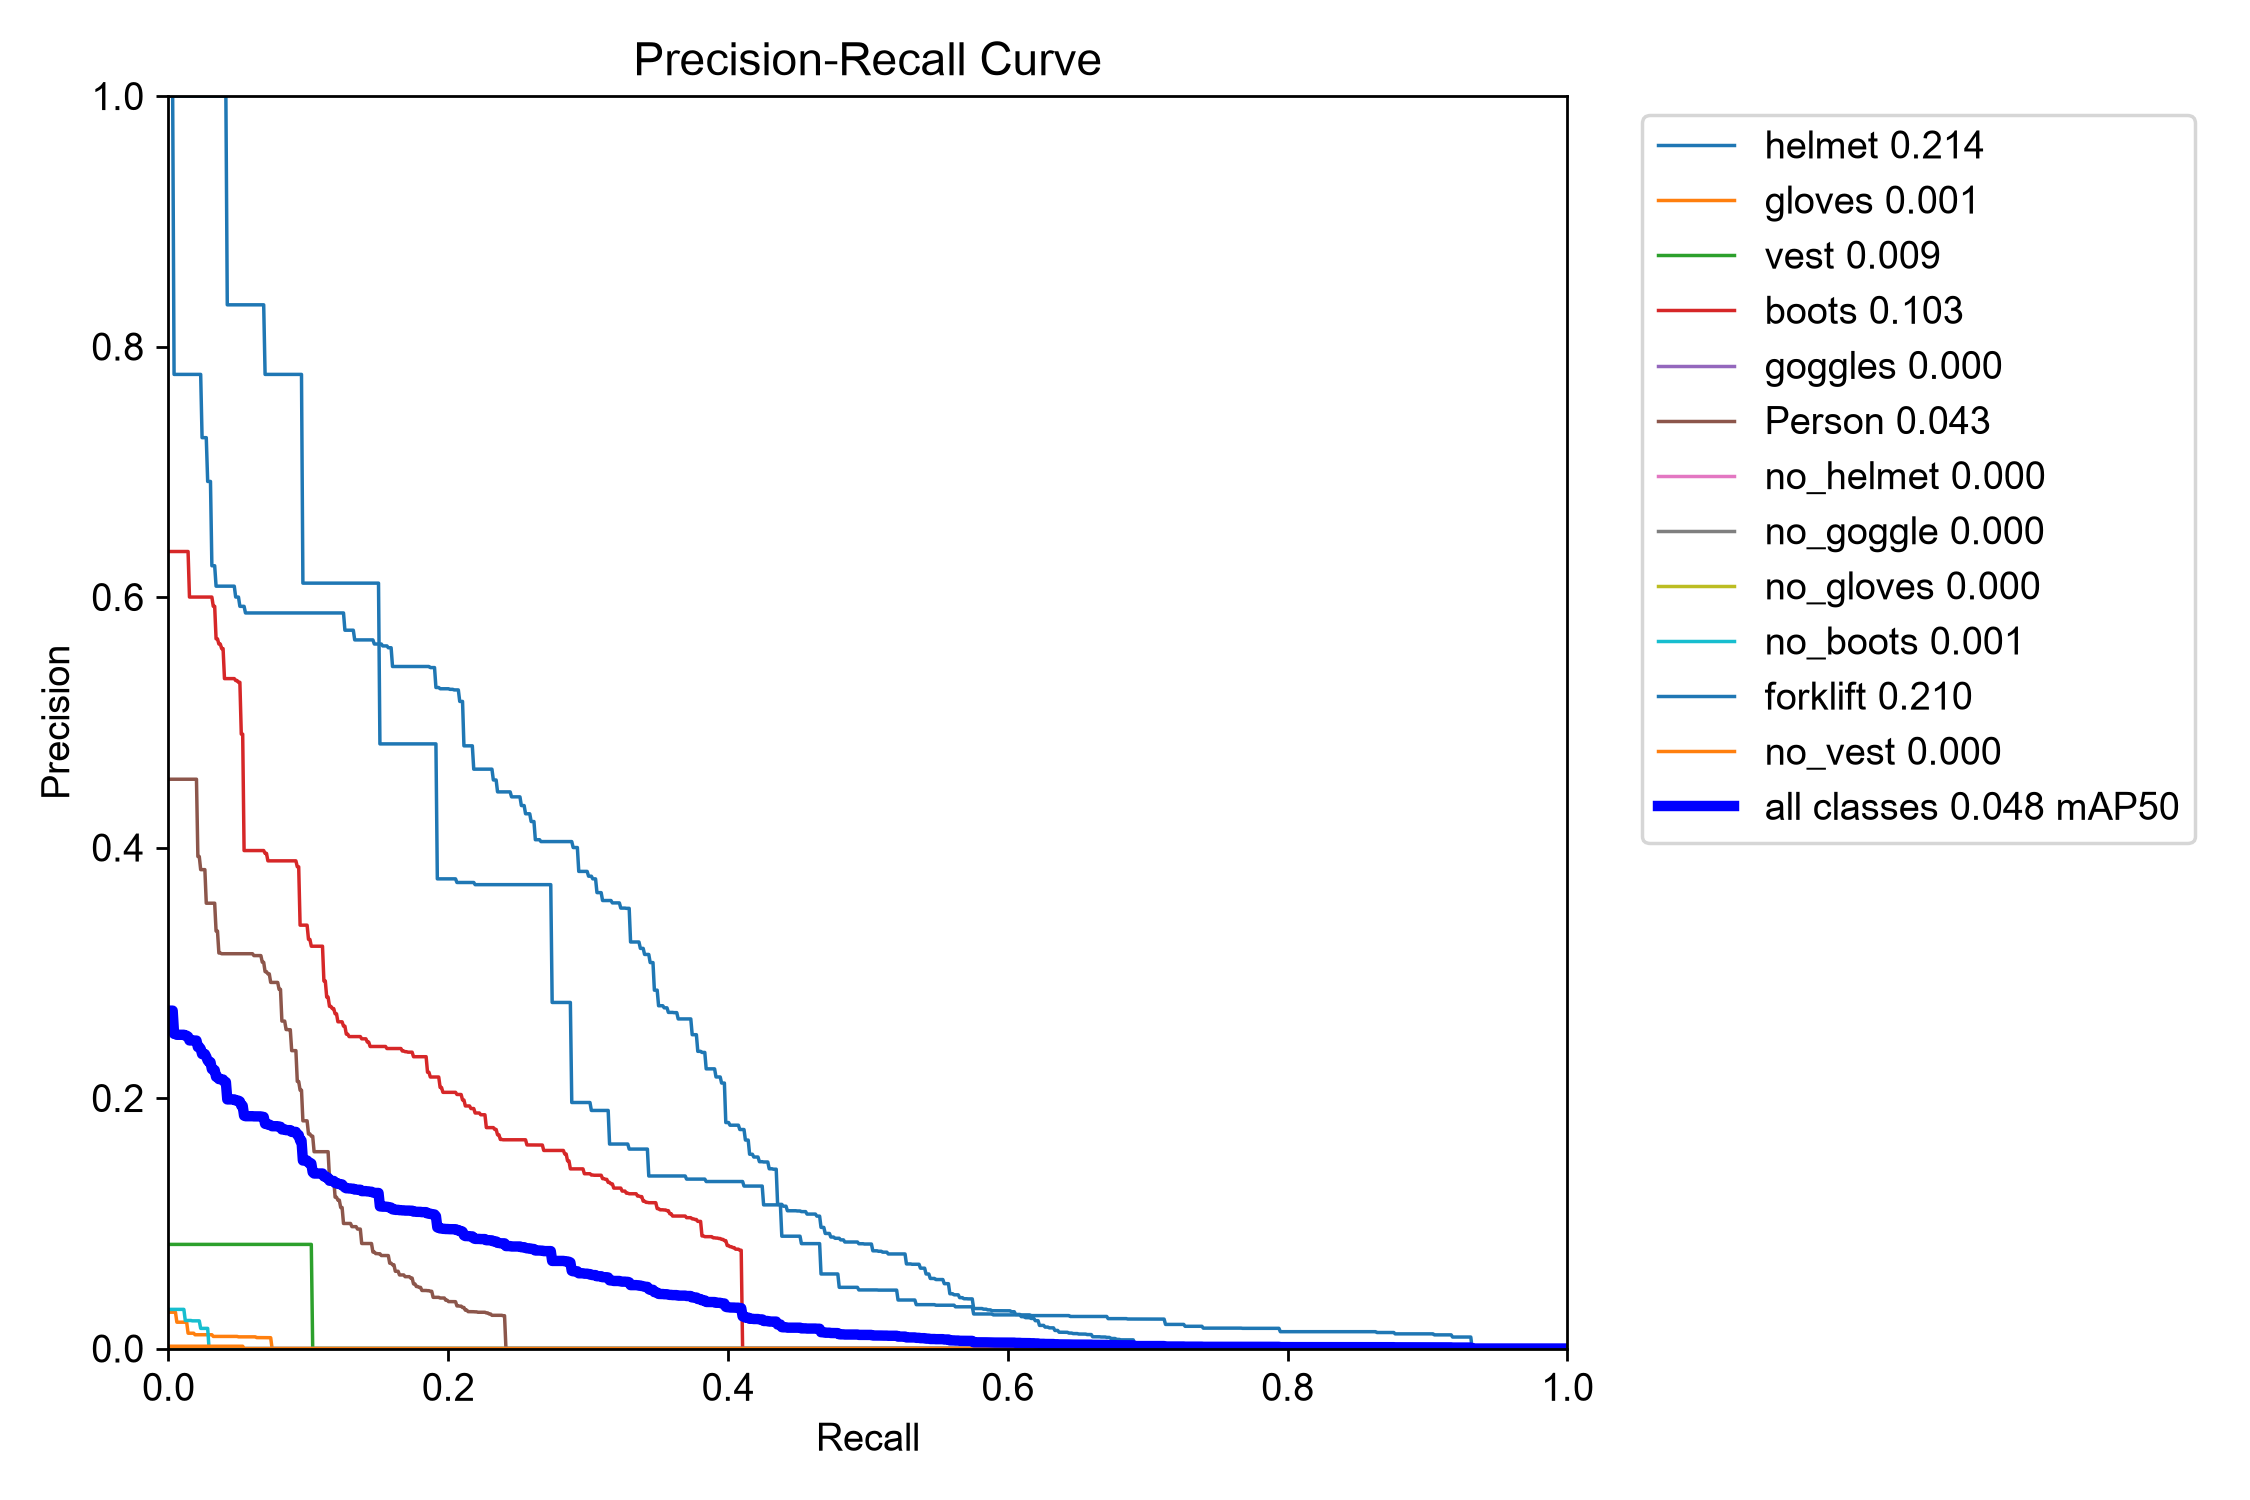 Precision-Recall Curve
1.0
0.8
0.6
0.4
0.2
0.0
Precision
0.0 0.2 0.4 0.6 0.8 1.0
Recall
helmet 0.214
gloves 0.001
vest 0.009
boots 0.103
goggles 0.000
Person 0.043
no_helmet 0.000
no_goggle 0.000
no_gloves 0.000
no_boots 0.001
forklift 0.210
no_vest 0.000
all classes 0.048 mAP50